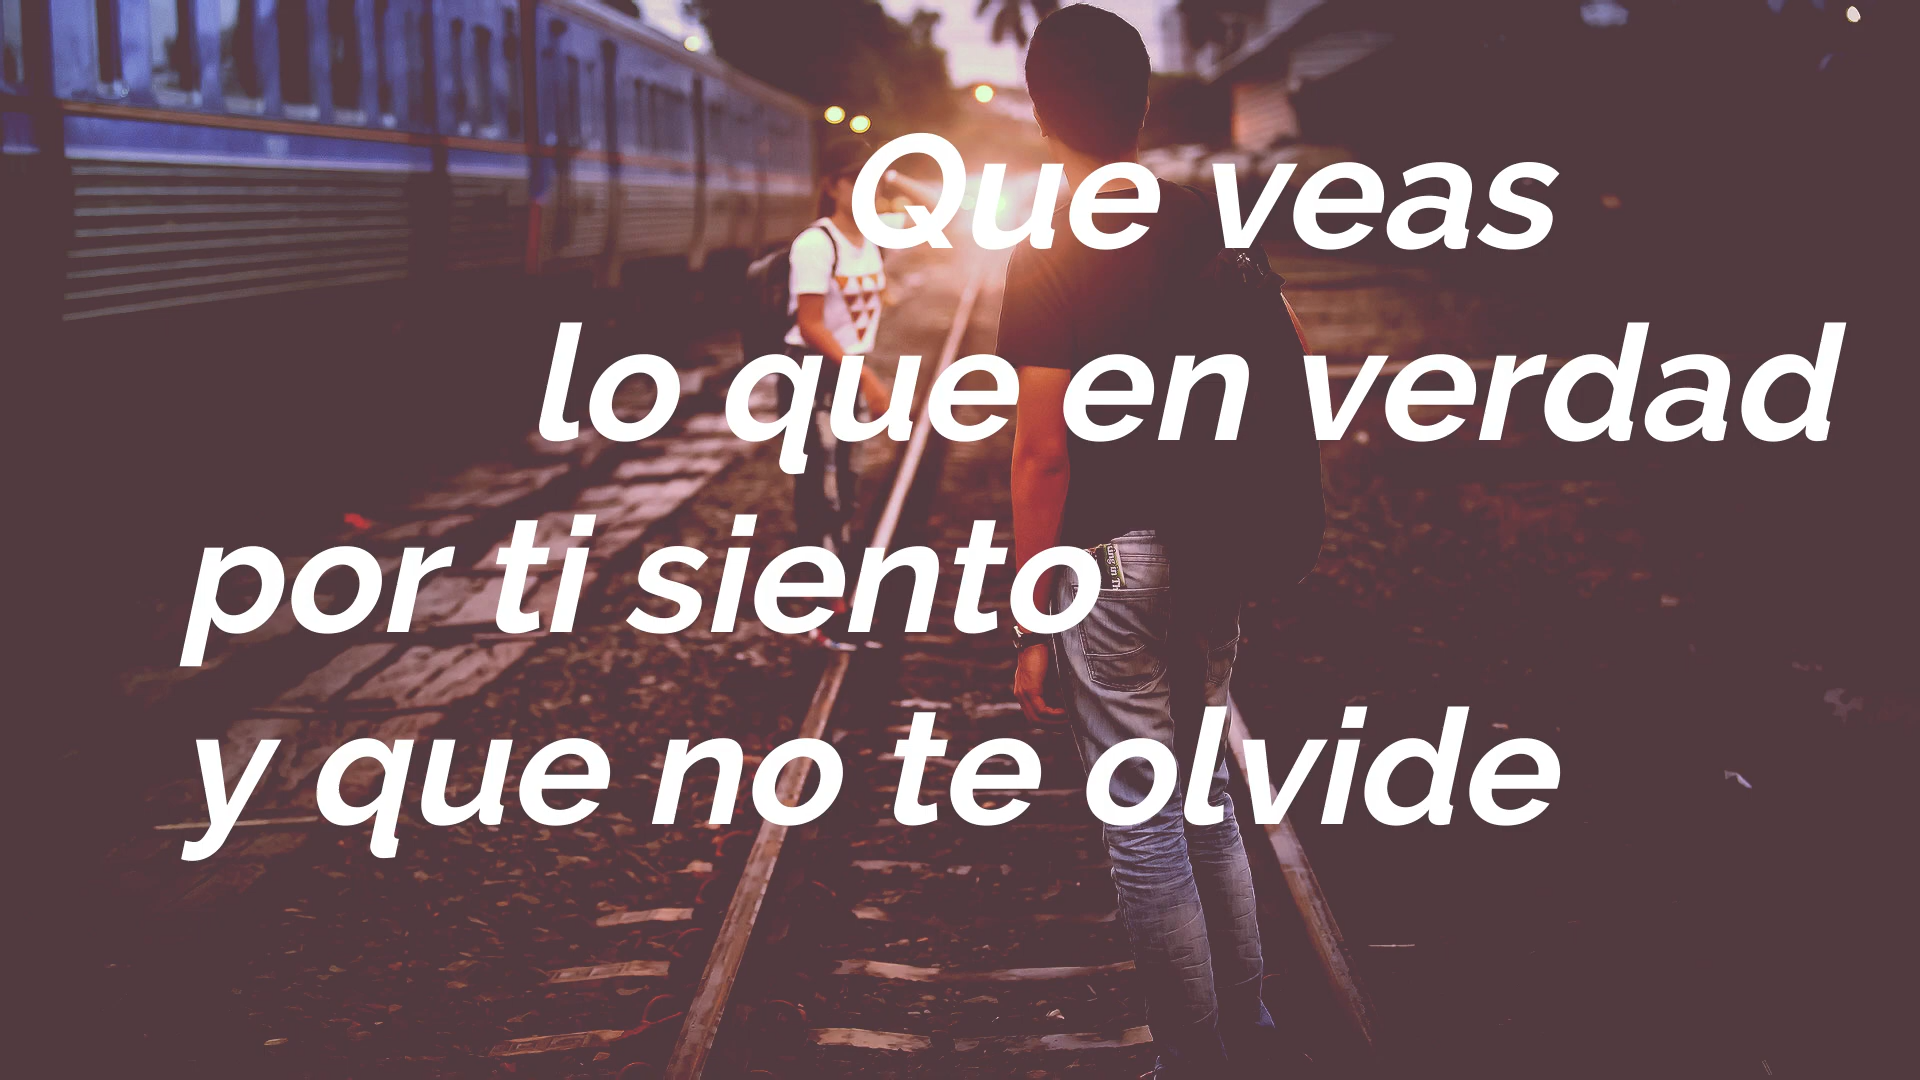 Que veas
lo que en verdad
por ti siento
y que no te olvide